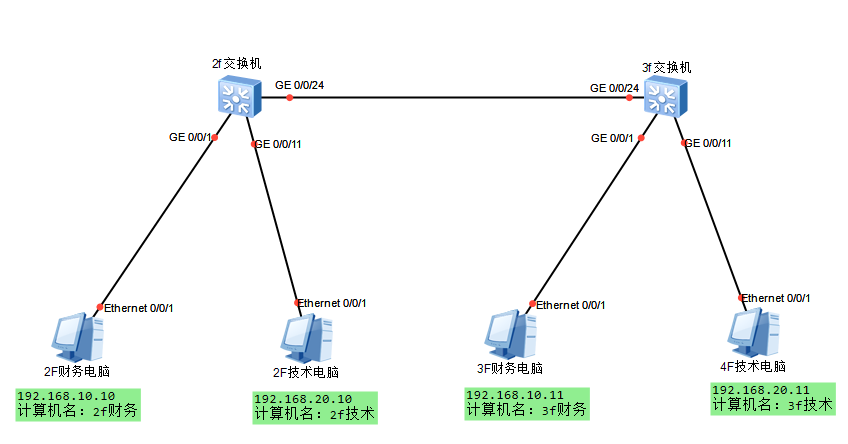 2f交换机
3f交换机
GE 0/0/24
GE 0/0/24
GE 0/0/1
GE 0/0/11
GE 0/0/1
GE 0/0/11
Ethernet 0/0/1
Ethernet 0/0/1
Ethernet 0/0/1
Ethernet 0/0/1
2F财务电脑
2F技术电脑
3F财务电脑
4F技术电脑
192.168.10.10
计算机名: 2f财务
192.168.20.10
计算机名: 2f技术
192.168.10.11
计算机名: 3f财务
192.168.20.11
计算机名: 3f技术